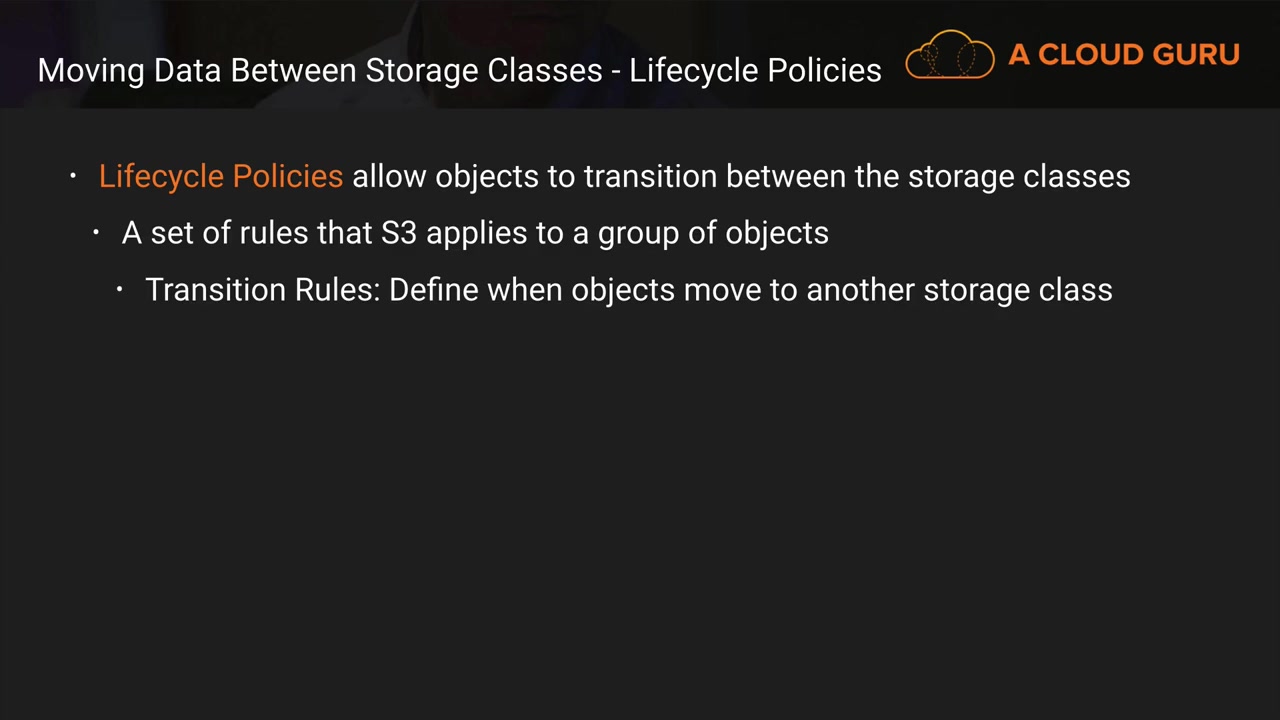 Moving Data Between Storage Classes - Lifecycle Policies
A CLOUD GURU
• Lifecycle Policies allow objects to transition between the storage classes
• A set of rules that S3 applies to a group of objects
• Transition Rules: Define when objects move to another storage class